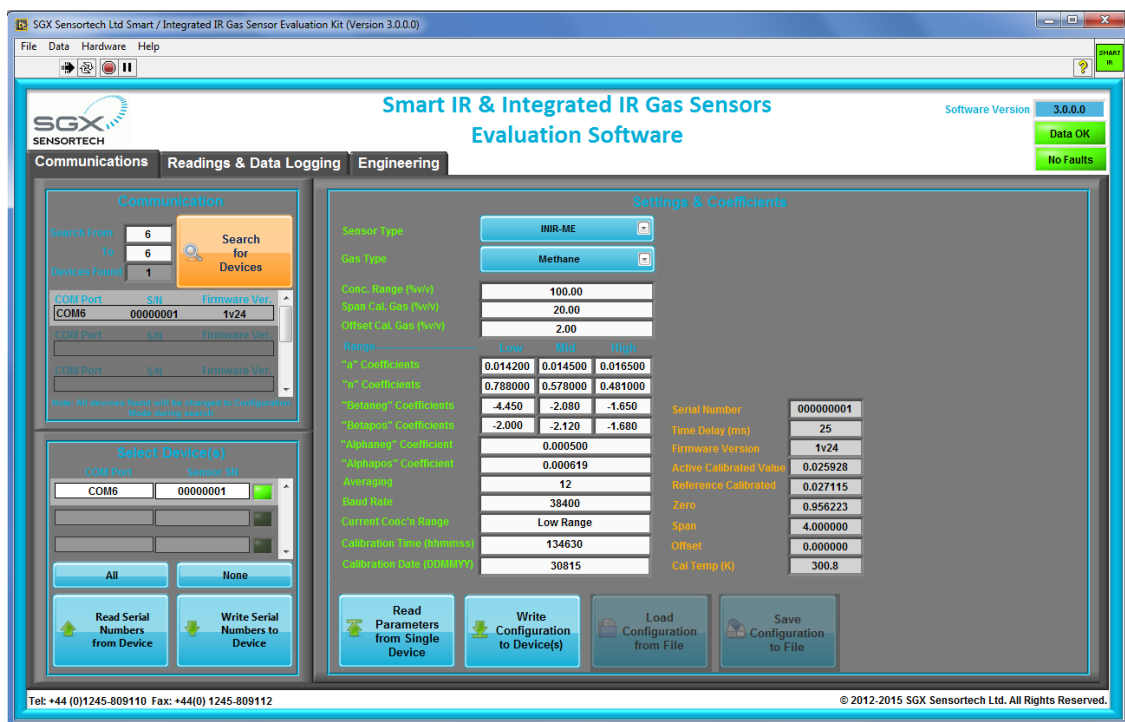 SGX Sensortech Ltd Smart / Integrated IR Gas Sensor Evaluation Kit (Version 3.0.0.0)
File Data Hardware Help
SMART
IR
SGX
SENSORTECH
Smart IR & Integrated IR Gas Sensors
Evaluation Software
Software Version 3.0.0.0
Data OK
No Faults
Communications Readings & Data Logging Engineering
Communication
Search From 6
To 6
Devices Found 1
Search
for
Devices
COM Port S/N Firmware Ver.
COM6 00000001 1v24
COM Port S/N Firmware Ver.
COM Port S/N Firmware Ver.
Note: All devices found will be changed to Configuration
Mode during search
Select Device(s)
COM Port Sensor SN
COM6 00000001
All None
Read Serial
Numbers
from Device
Write Serial
Numbers to
Device
Settings & Coefficients
Sensor Type INIR-ME
Gas Type Methane
Conc. Range (%v/v) 100.00
Span Cal. Gas (%v/v) 20.00
Offset Cal. Gas (%v/v) 2.00
Range Low Mid High
"a" Coefficients 0.014200 0.014500 0.016500
"n" Coefficients 0.788000 0.578000 0.481000
"Betaneg" Coefficients -4.450 -2.080 -1.650
"Betapos" Coefficients -2.000 -2.120 -1.680
"Alphaneg" Coefficient 0.000500
"Alphapos" Coefficient 0.000619
Averaging 12
Baud Rate 38400
Current Conc'n Range Low Range
Calibration Time (hhmmss) 134630
Calibration Date (DDMMYY) 30815
Serial Number 000000001
Time Delay (ms) 25
Firmware Version 1v24
Active Calibrated Value 0.025928
Reference Calibrated 0.027115
Zero 0.956223
Span 4.000000
Offset 0.000000
Cal Temp (K) 300.8
Read
Parameters
from Single
Device
Write
Configuration
to Device(s)
Load
Configuration
from File
Save
Configuration
to File
Tel: +44 (0)1245-809110 Fax: +44(0) 1245-809112
© 2012-2015 SGX Sensortech Ltd. All Rights Reserved.